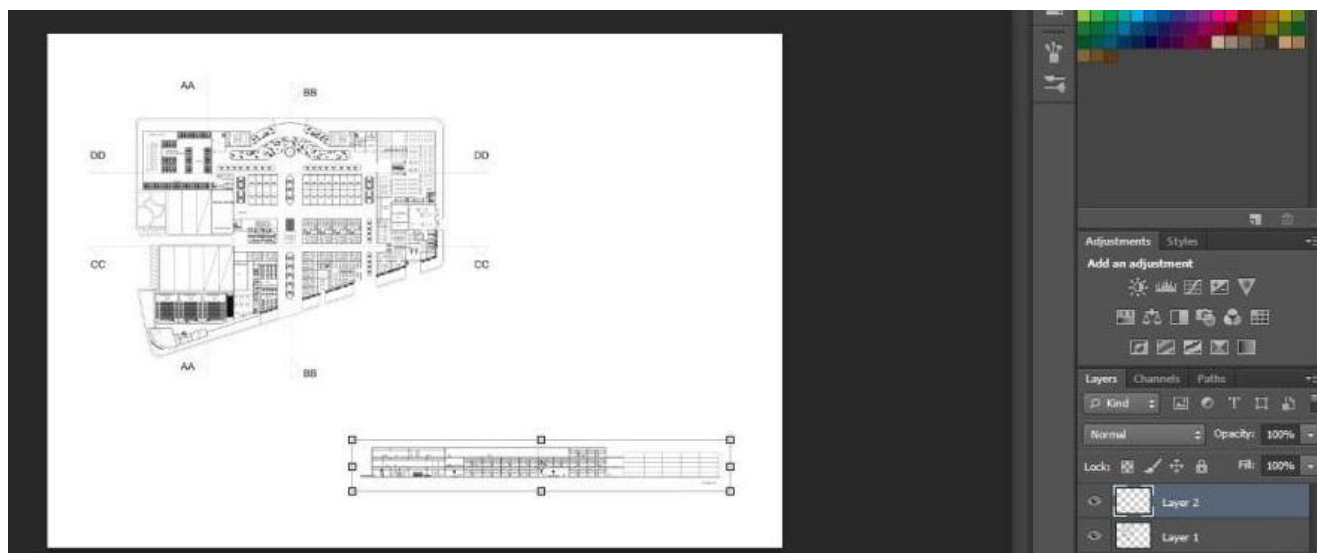 AA
BB
DD
DD
CC
CC
AA
BB
Adjustments Styles
Add an adjustment
Layers Channels Paths
Kind
Normal Opacity: 100%
Lock: Fill: 100%
Layer 2
Layer 1